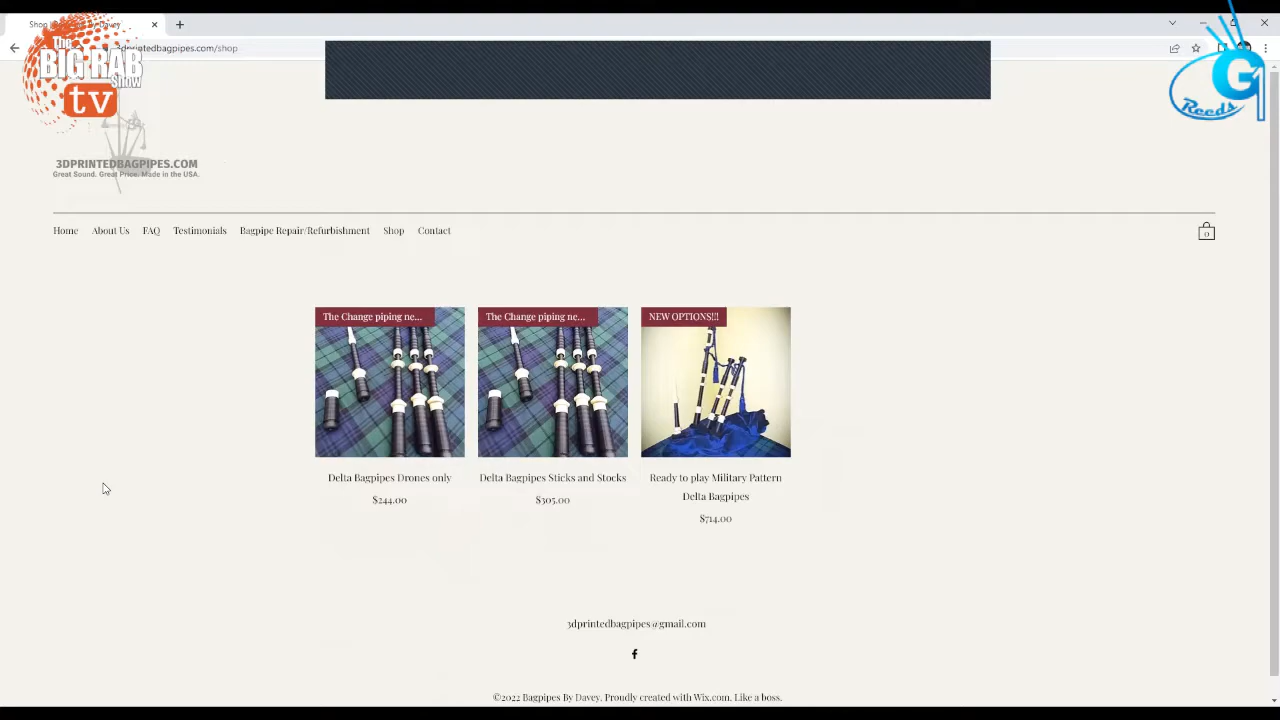 Shop
The
BIG RAB
Show
tv
G1
Reeds
3dprintedbagpipes.com/shop
3DPRINTEDBAGPIPES.COM
Great Sound. Great Price. Made in the USA.
Home About Us FAQ Testimonials Bagpipe Repair/Refurbishment Shop Contact
0
The Change piping ne...
The Change piping ne...
NEW OPTIONS!!!
Delta Bagpipes Drones only
$244.00
Delta Bagpipes Sticks and Stocks
$305.00
Ready to play Military Pattern
Delta Bagpipes
$714.00
3dprintedbagpipes@gmail.com
©2022 Bagpipes By Davey. Proudly created with Wix.com. Like a boss.